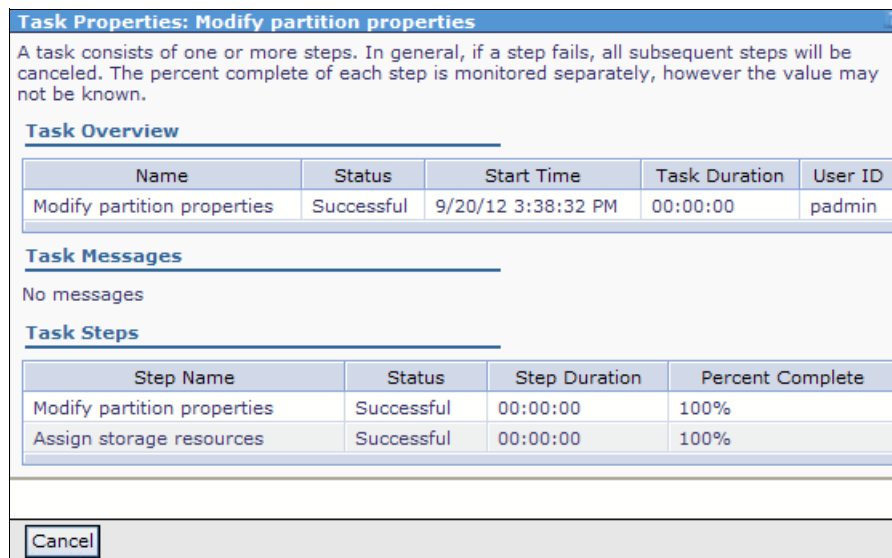 Task Properties: Modify partition properties
A task consists of one or more steps. In general, if a step fails, all subsequent steps will be
canceled. The percent complete of each step is monitored separately, however the value may
not be known.
Task Overview
Name Status Start Time Task Duration User ID
Modify partition properties Successful 9/20/12 3:38:32 PM 00:00:00 padmin
Task Messages
No messages
Task Steps
Step Name Status Step Duration Percent Complete
Modify partition properties Successful 00:00:00 100%
Assign storage resources Successful 00:00:00 100%
Cancel